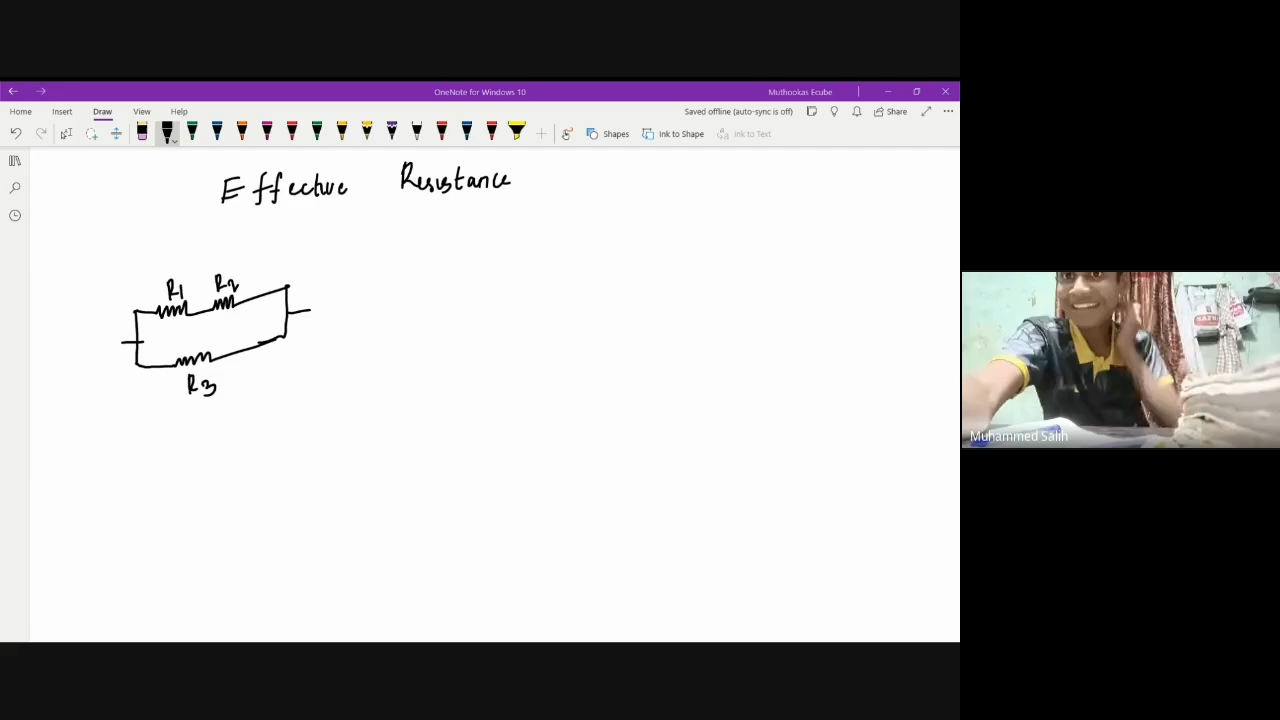 OneNote for Windows 10
Muthookas Ecube
Home Insert Draw View Help
Saved offline (auto-sync is off)
Share
Shapes
Ink to Shape
Ink to Text
Effective Resistance
R1 R2
R3
Muhammed Salih